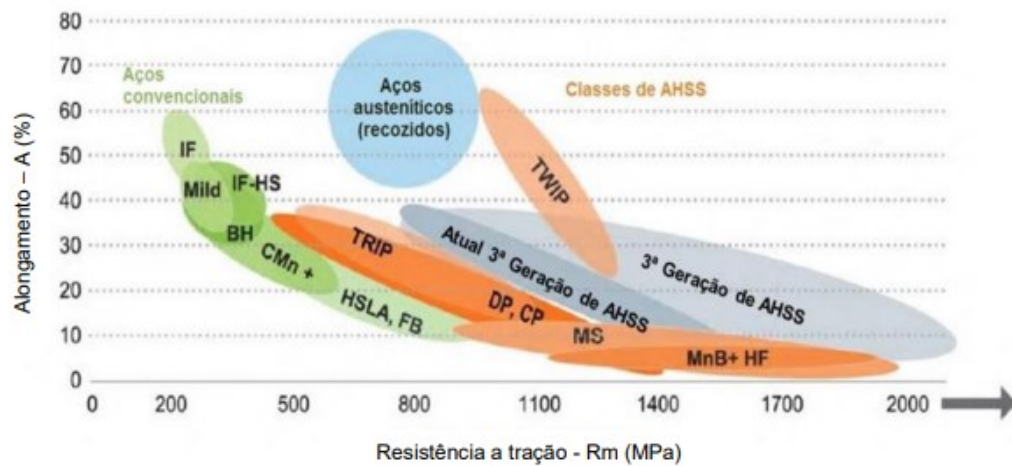 80
70
60
50
40
30
20
10
0
Alongamento – A (%)
Aços
convencionais
Aços
austeníticos
(recozidos)
Classes de AHSS
IF
Mild
IF-HS
BH
CMn +
HSLA, FB
TRIP
DP, CP
TWIP
Atual 3ª Geração de AHSS
3ª Geração de AHSS
MS
MnB+ HF
0 200 500 800 1100 1400 1700 2000
Resistência a tração - Rm (MPa)